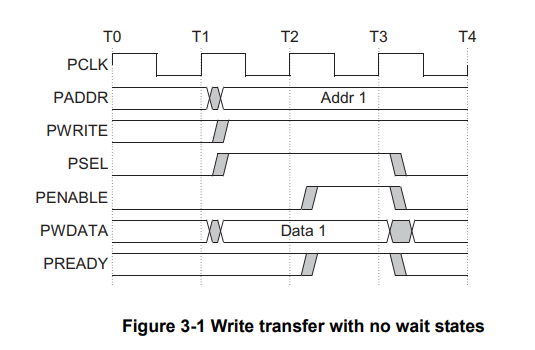 T0 T1 T2 T3 T4
PCLK
PADDR Addr 1
PWRITE
PSEL
PENABLE
PWDATA Data 1
PREADY
Figure 3-1 Write transfer with no wait states